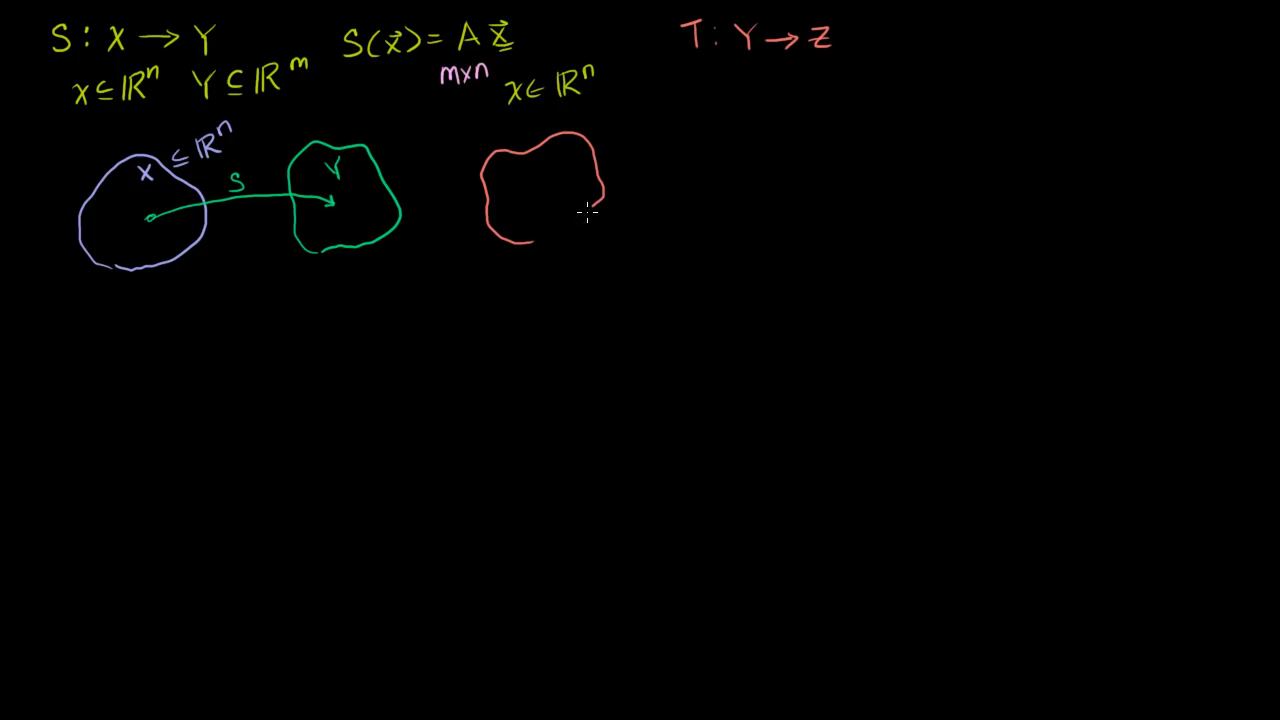 S : X → Y S(x⃗) = A x⃗ T : Y → Z
X ⊆ ℝⁿ Y ⊆ ℝᵐ m×n x ∈ ℝⁿ
X ⊆ ℝⁿ S Y